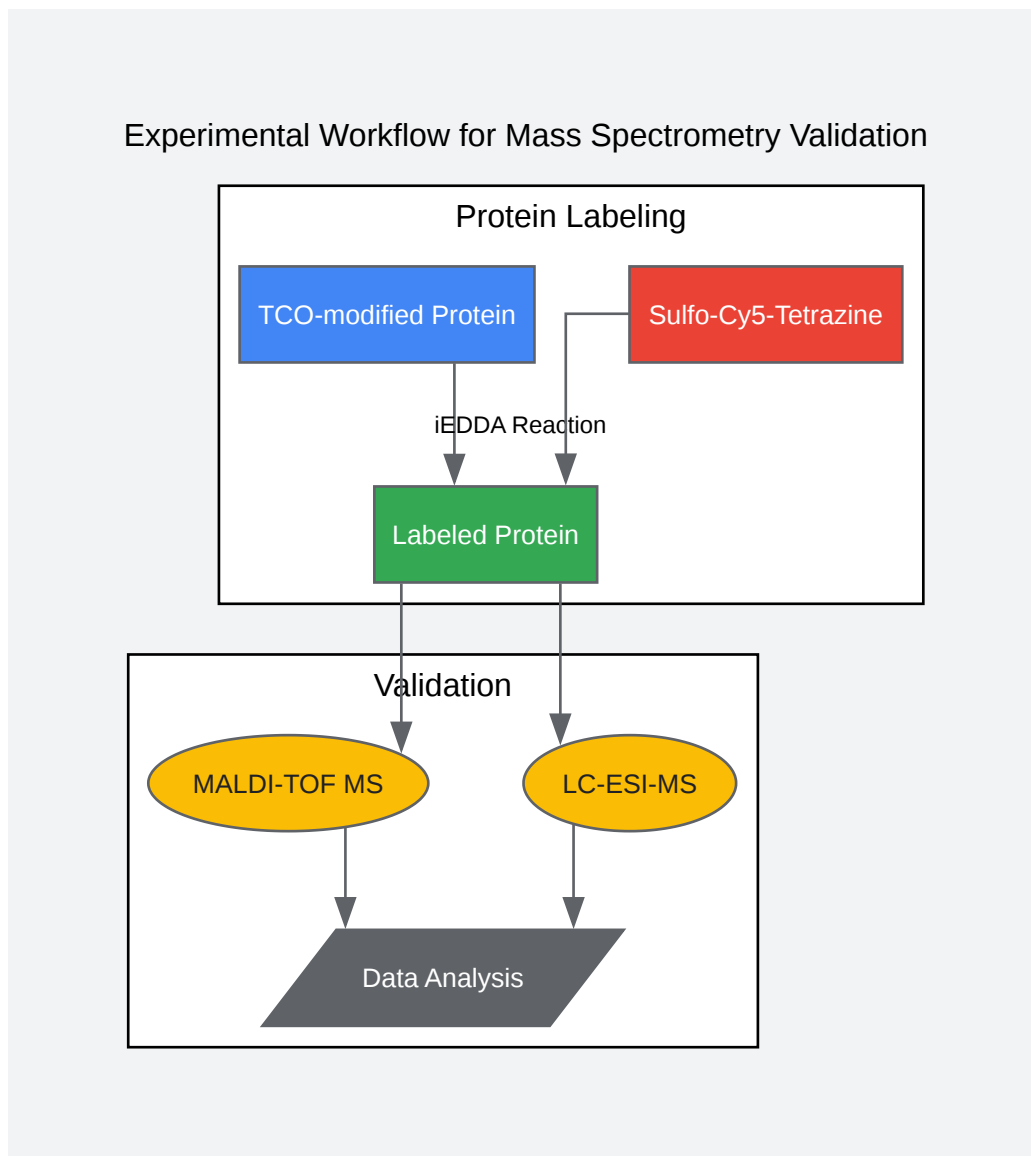 Experimental Workflow for Mass Spectrometry Validation
Protein Labeling
TCO-modified Protein
Sulfo-Cy5-Tetrazine
iEDDA Reaction
Labeled Protein
Validation
MALDI-TOF MS
LC-ESI-MS
Data Analysis